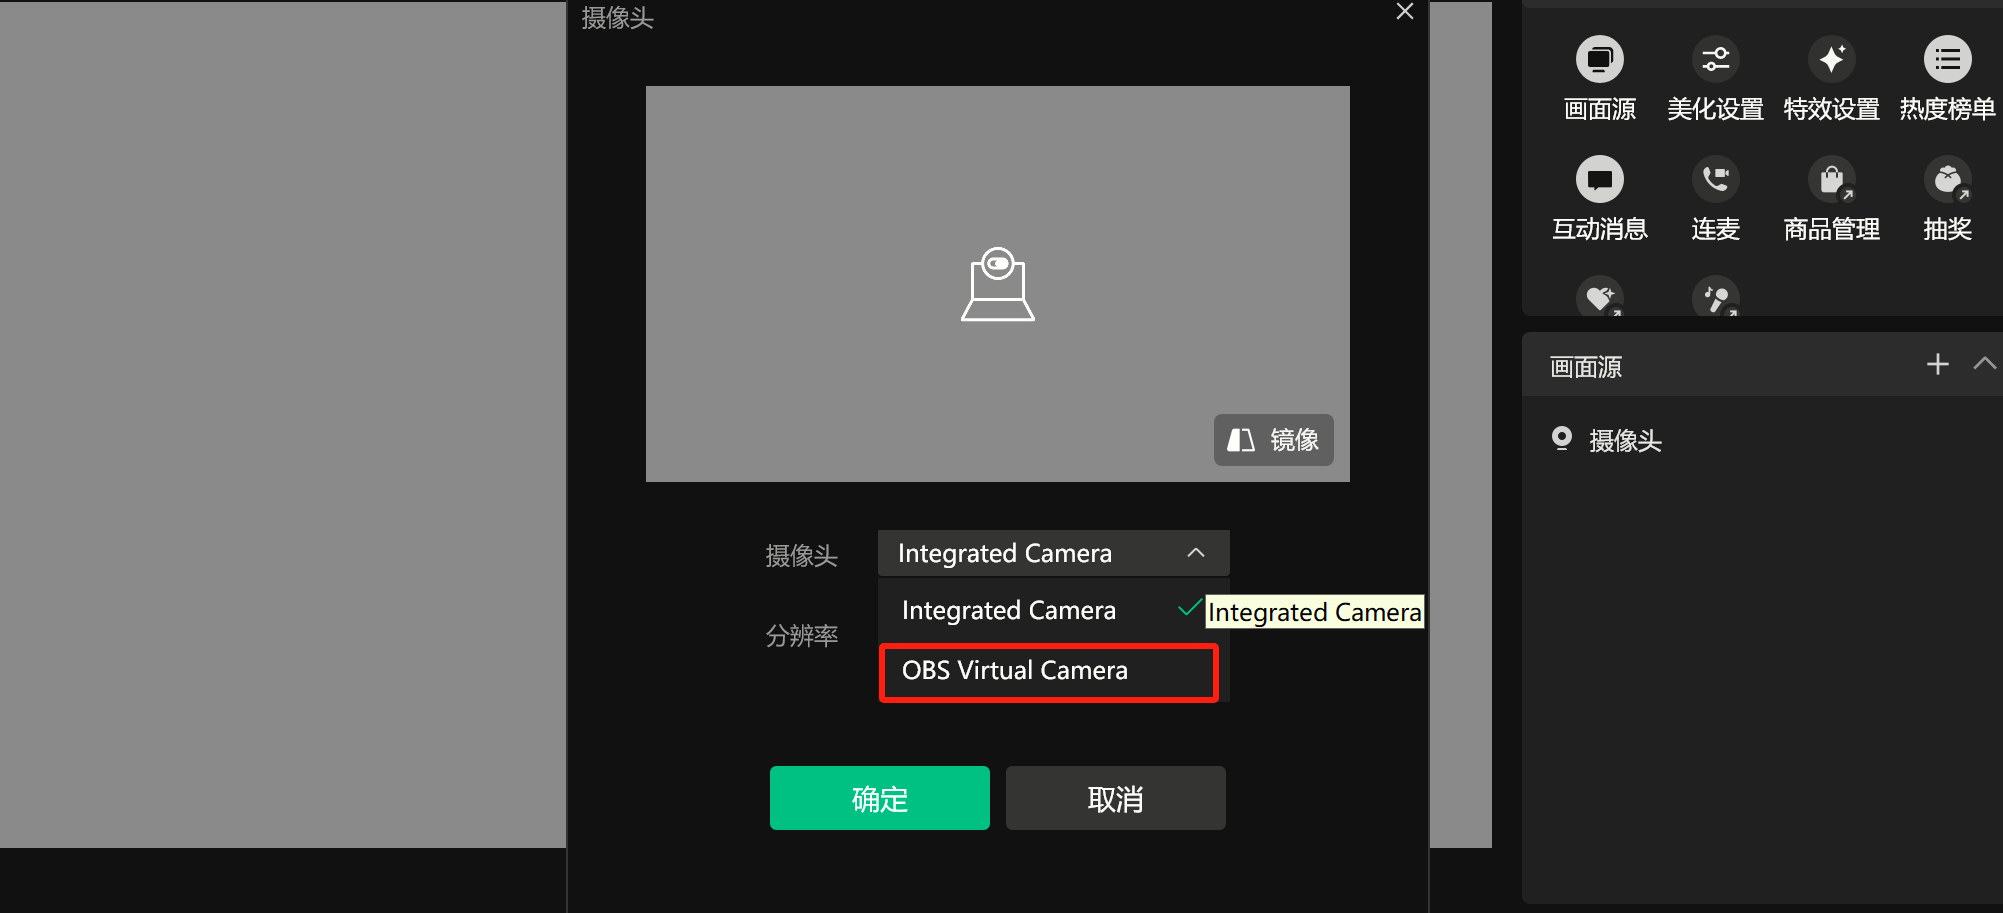 摄像头
镜像
摄像头
Integrated Camera
Integrated Camera
Integrated Camera
分辨率
OBS Virtual Camera
确定
取消
画面源
美化设置
特效设置
热度榜单
互动消息
连麦
商品管理
抽奖
画面源
摄像头